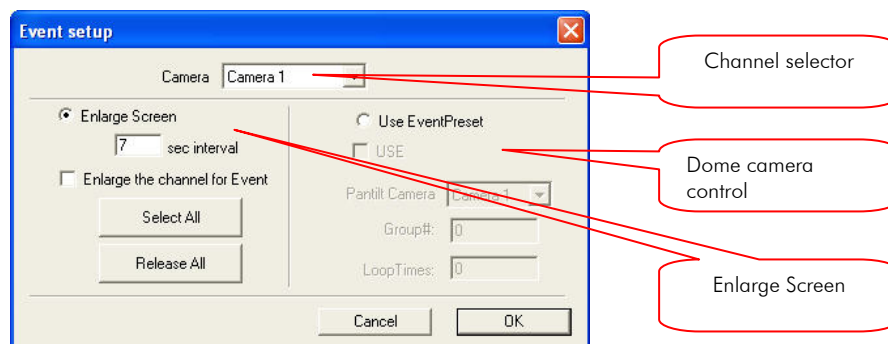 Event setup
Camera Camera 1
Channel selector
Enlarge Screen
7 sec interval
Enlarge the channel for Event
Select All
Release All
Use EventPreset
USE
Pantilt Camera Camera 1
Group#: 0
LoopTimes: 0
Dome camera
control
Enlarge Screen
Cancel OK